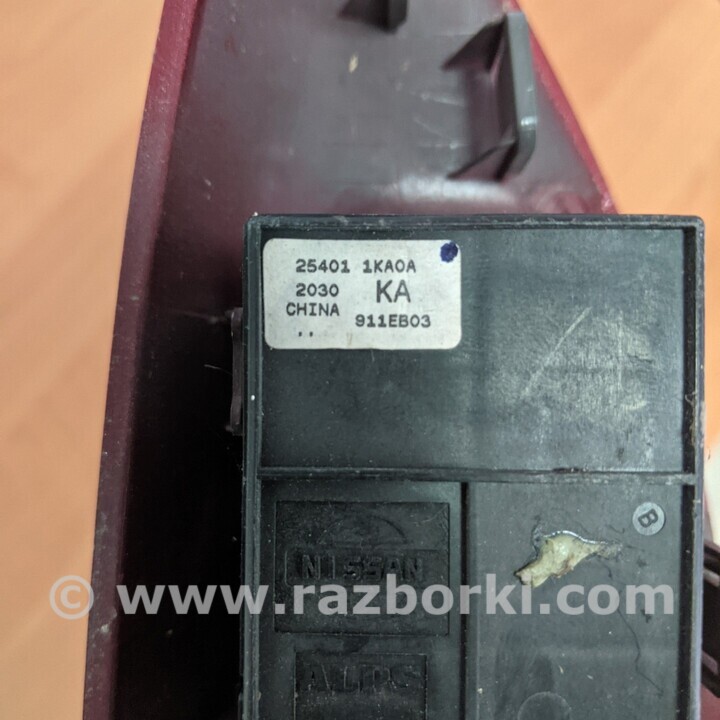 25401 1KA0A
2030 KA
CHINA 911EB03
B
NISSAN
© www.razborki.com
ALPS